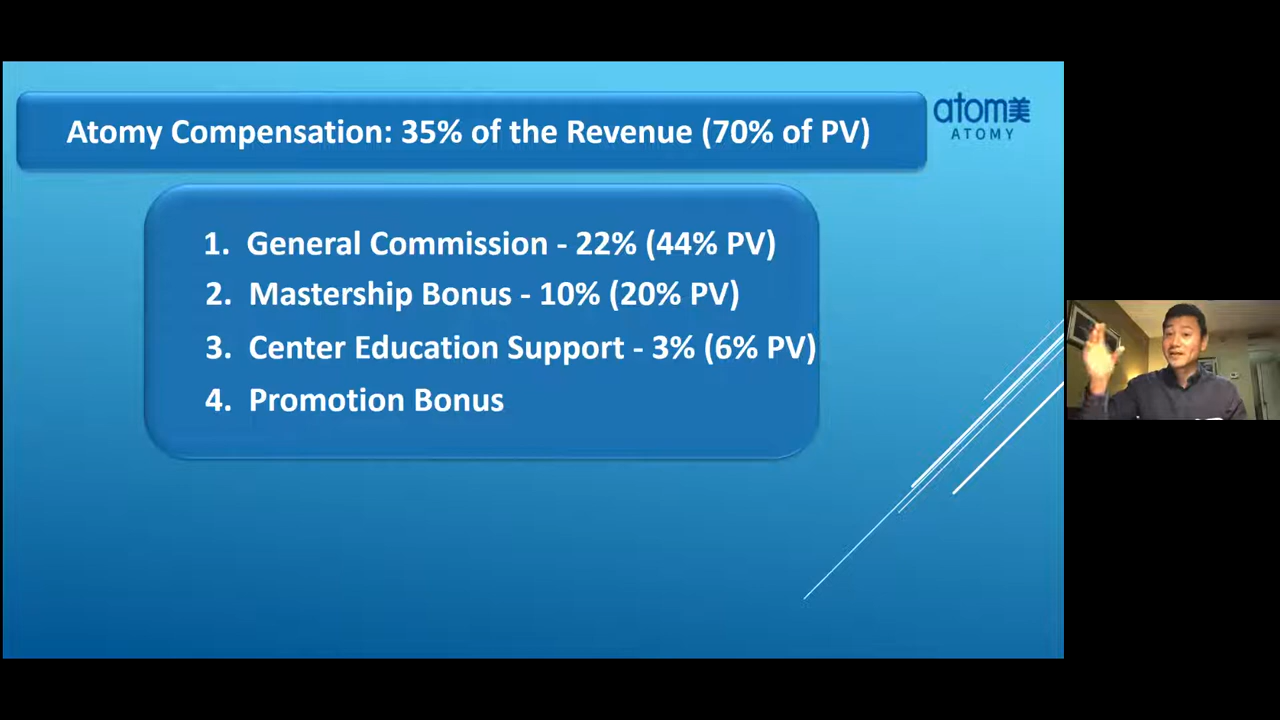 Atomy Compensation: 35% of the Revenue (70% of PV)
atom美
ATOMY
1. General Commission - 22% (44% PV)
2. Mastership Bonus - 10% (20% PV)
3. Center Education Support - 3% (6% PV)
4. Promotion Bonus